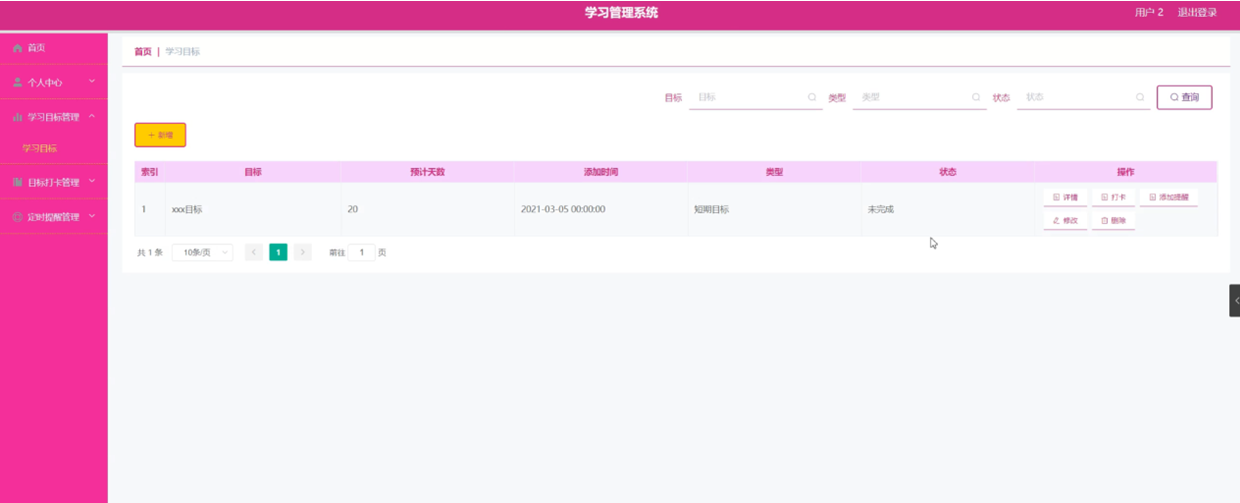 学习管理系统
用户 2 退出登录
首页
个人中心
学习目标管理
学习目标
目标打卡管理
定时提醒管理
首页 | 学习目标
目标 目标 类型 类型 状态 状态 查询
+ 新增
索引 目标 预计天数 添加时间 类型 状态 操作
1 xxx目标 20 2021-03-05 00:00:00 短期目标 未完成 详情 打卡 添加提醒
修改 删除
共 1 条 10条/页 1 前往 1 页